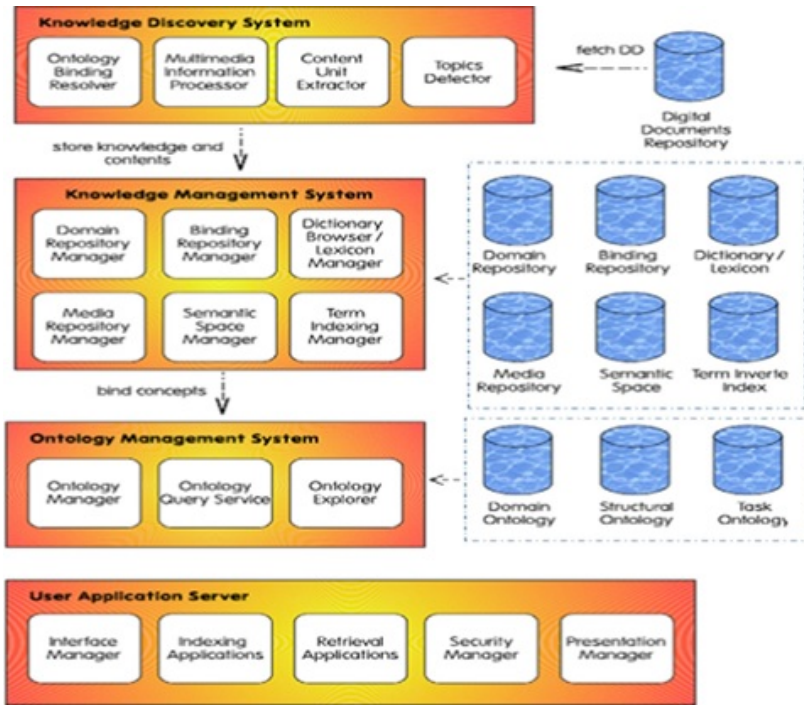 Knowledge Discovery System
Ontology
Binding
Resolver
Multimedia
Information
Processor
Content
Unit
Extractor
Topics
Detector
fetch DD
Digital
Documents
Repository
store knowledge and
contents
Knowledge Management System
Domain
Repository
Manager
Binding
Repository
Manager
Dictionary
Browser /
Lexicon
Manager
Media
Repository
Manager
Semantic
Space
Manager
Term
Indexing
Manager
Domain
Repository
Binding
Repository
Dictionary /
Lexicon
Media
Repository
Semantic
Space
Term Inverte
Index
bind concepts
Ontology Management System
Ontology
Manager
Ontology
Query Service
Ontology
Explorer
Domain
Ontology
Structural
Ontology
Task
Ontology
User Application Server
Interface
Manager
Indexing
Applications
Retrieval
Applications
Security
Manager
Presentation
Manager